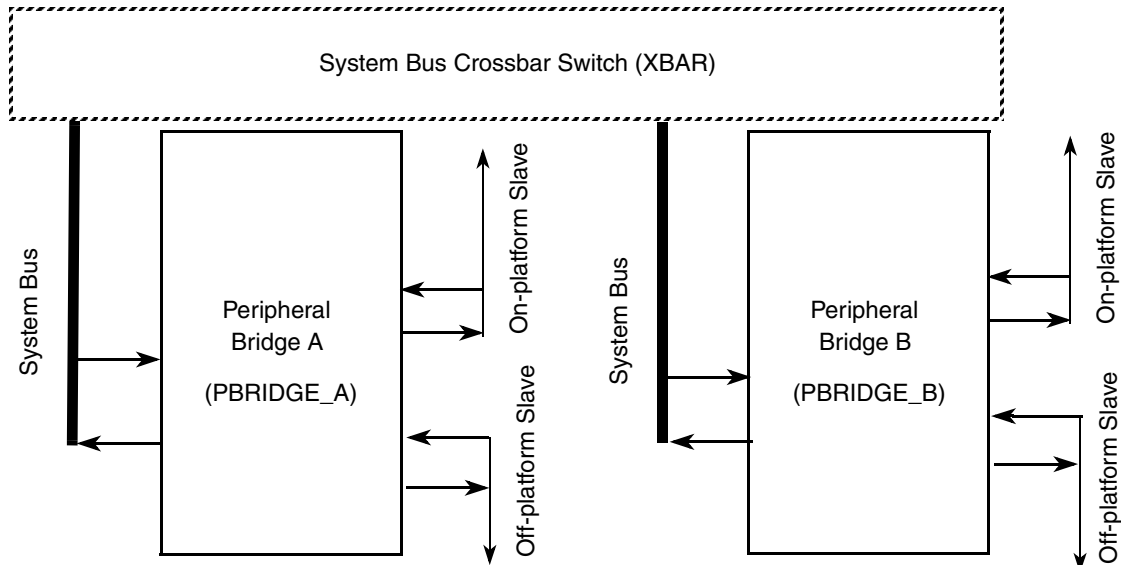 System Bus Crossbar Switch (XBAR)
System Bus
Peripheral
Bridge A
(PBRIDGE_A)
On-platform Slave
Off-platform Slave
System Bus
Peripheral
Bridge B
(PBRIDGE_B)
On-platform Slave
Off-platform Slave